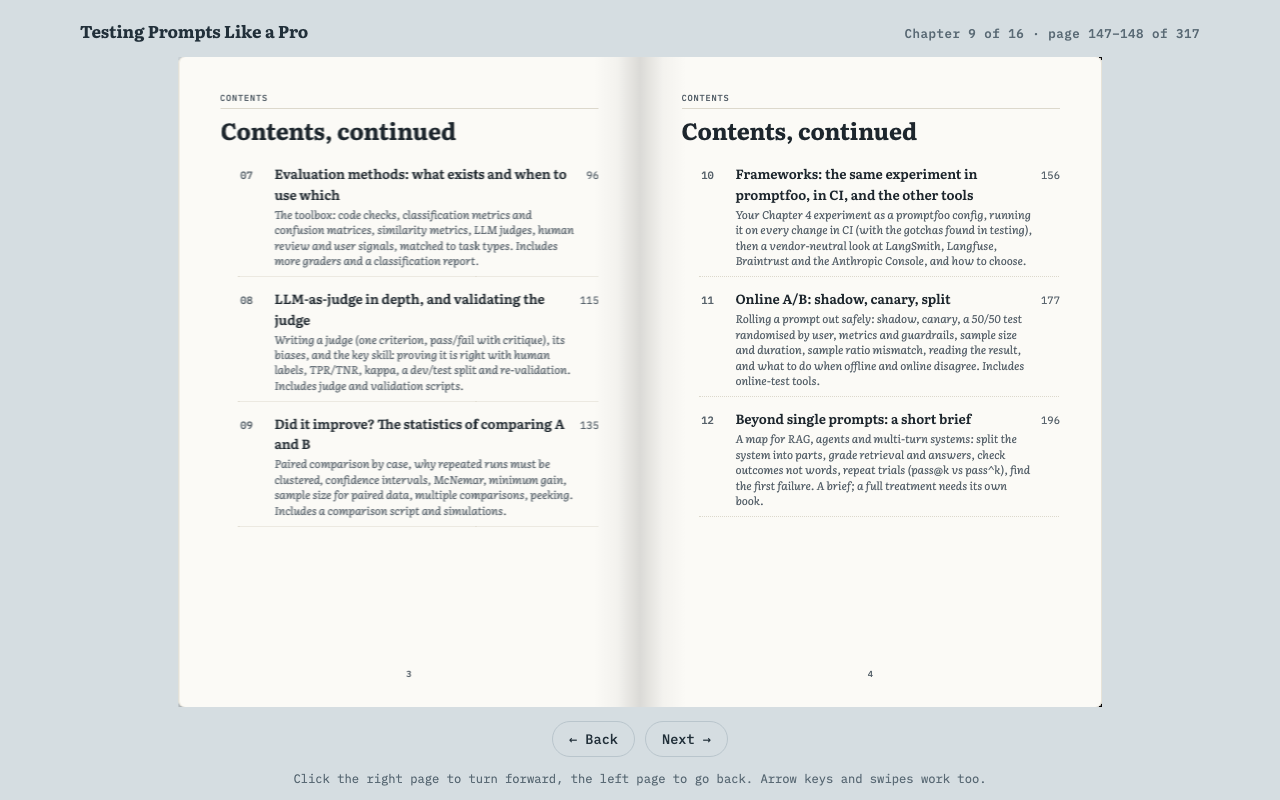 Testing Prompts Like a Pro
Chapter 9 of 16 · page 147–148 of 317
CONTENTS
Contents, continued
07 Evaluation methods: what exists and when to 96
use which
The toolbox: code checks, classification metrics and
confusion matrices, similarity metrics, LLM judges, human
review and user signals, matched to task types. Includes
more graders and a classification report.
08 LLM-as-judge in depth, and validating the 115
judge
Writing a judge (one criterion, pass/fail with critique), its
biases, and the key skill: proving it is right with human
labels, TPR/TNR, kappa, a dev/test split and re-validation.
Includes judge and validation scripts.
09 Did it improve? The statistics of comparing A 135
and B
Paired comparison by case, why repeated runs must be
clustered, confidence intervals, McNemar, minimum gain,
sample size for paired data, multiple comparisons, peeking.
Includes a comparison script and simulations.
3
CONTENTS
Contents, continued
10 Frameworks: the same experiment in 156
promptfoo, in CI, and the other tools
Your Chapter 4 experiment as a promptfoo config, running
it on every change in CI (with the gotchas found in testing),
then a vendor-neutral look at LangSmith, Langfuse,
Braintrust and the Anthropic Console, and how to choose.
11 Online A/B: shadow, canary, split 177
Rolling a prompt out safely: shadow, canary, a 50/50 test
randomised by user, metrics and guardrails, sample size
and duration, sample ratio mismatch, reading the result,
and what to do when offline and online disagree. Includes
online-test tools.
12 Beyond single prompts: a short brief 196
A map for RAG, agents and multi-turn systems: split the
system into parts, grade retrieval and answers, check
outcomes not words, repeat trials (pass@k vs pass^k), find
the first failure. A brief; a full treatment needs its own
book.
4
← Back
Next →
Click the right page to turn forward, the left page to go back. Arrow keys and swipes work too.